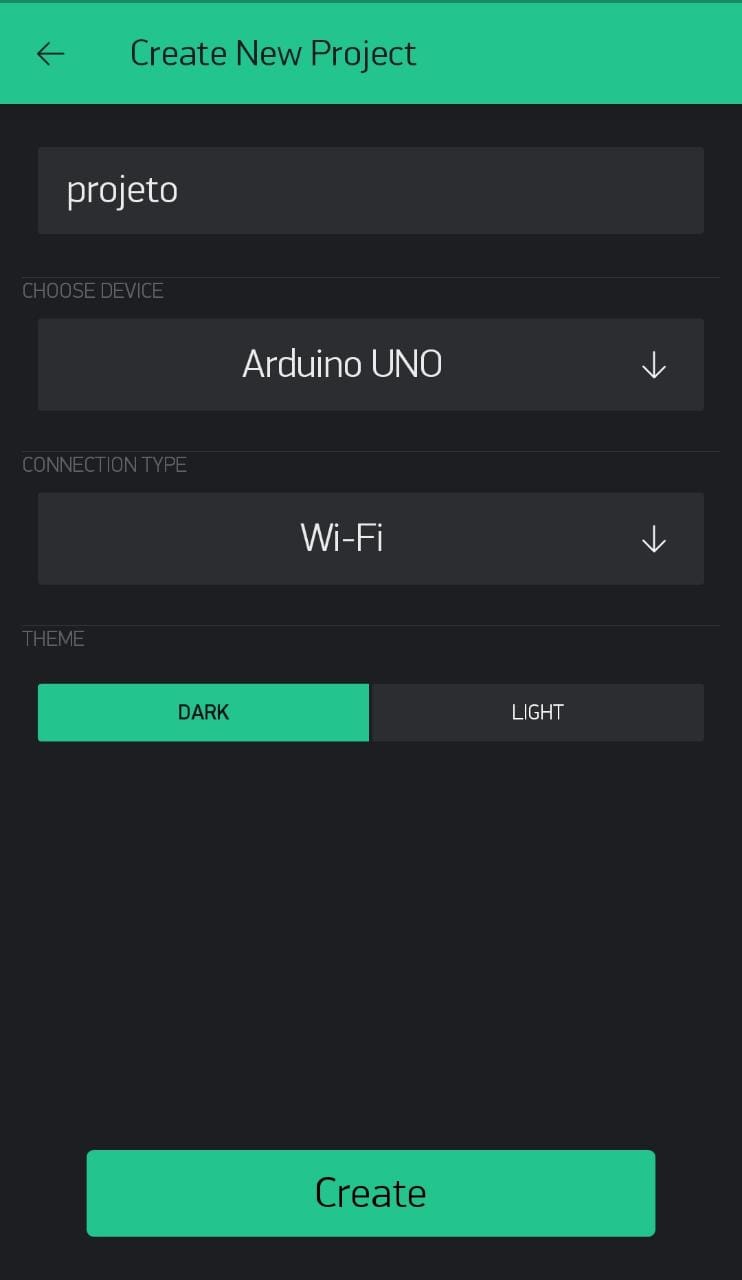 Create New Project
projeto
CHOOSE DEVICE
Arduino UNO
CONNECTION TYPE
Wi-Fi
THEME
DARK
LIGHT
Create